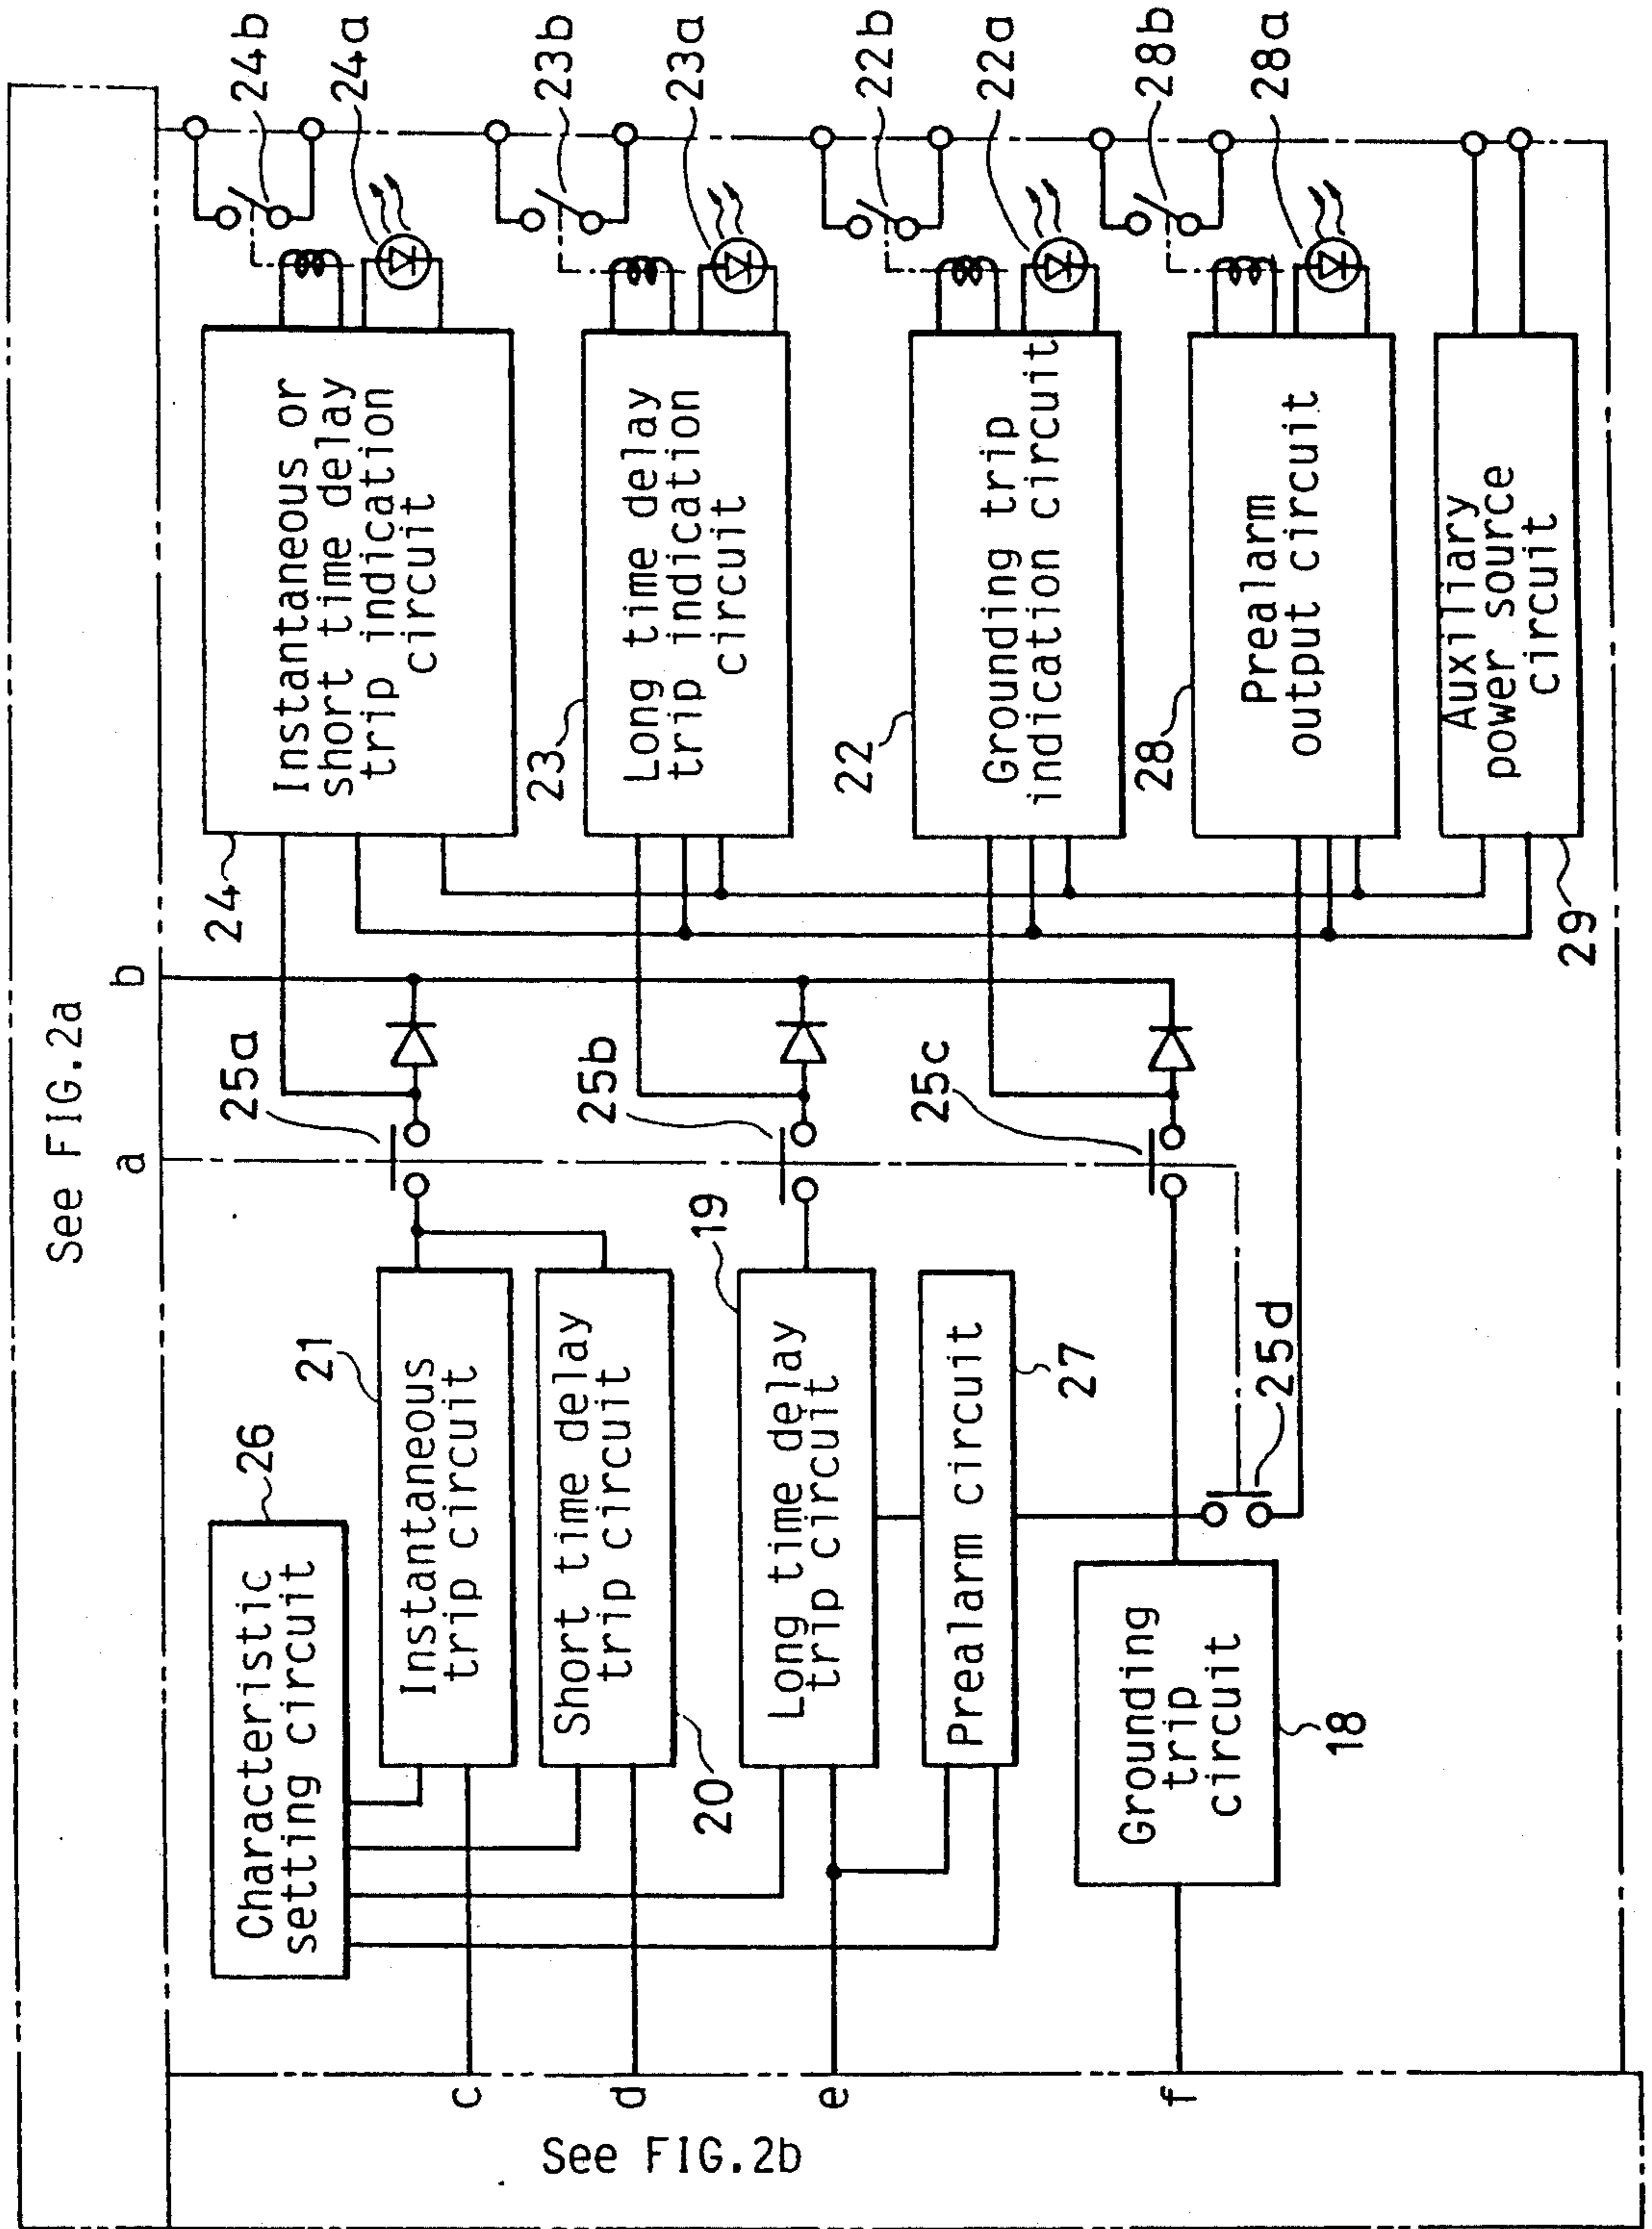 See FIG.2a
a
b
See FIG.2b
c
d
e
f
Characteristic
setting circuit
26
Instantaneous
trip circuit
21
Short time delay
trip circuit
20
Long time delay
trip circuit
19
Prealarm circuit
27
Grounding
trip
circuit
18
25a
25b
25c
25d
Instantaneous or
short time delay
trip indication
circuit
24
24b
24a
Long time delay
trip indication
circuit
23
23b
23a
Grounding trip
indication circuit
22
22b
22a
Prealarm
output circuit
28
28b
28a
Auxiliary
power source
circuit
29